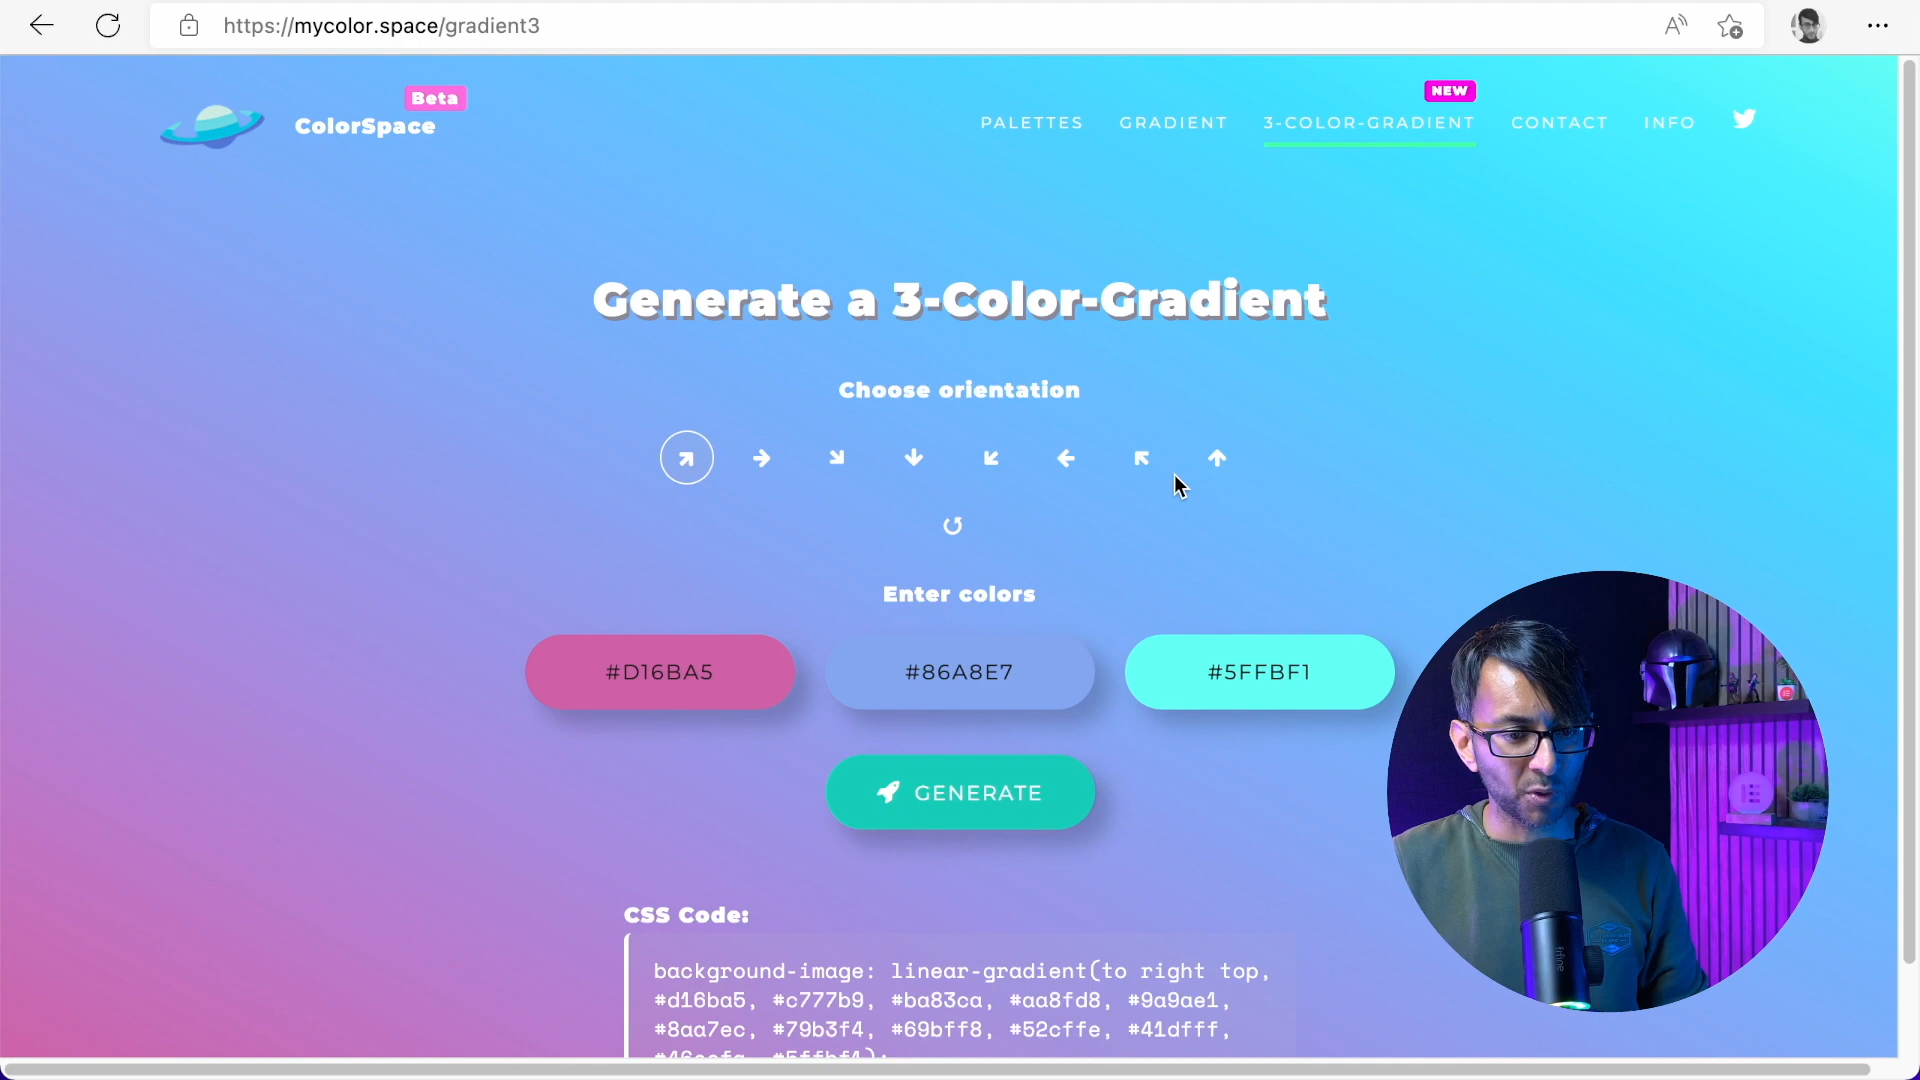 https://mycolor.space/gradient3
Beta
ColorSpace
PALETTES
GRADIENT
NEW
3-COLOR-GRADIENT
CONTACT
INFO
Generate a 3-Color-Gradient
Choose orientation
Enter colors
#D16BA5
#86A8E7
#5FFBF1
GENERATE
CSS Code:
background-image: linear-gradient(to right top,
#d16ba5, #c777b9, #ba83ca, #aa8fd8, #9a9ae1,
#8aa7ec, #79b3f4, #69bff8, #52cffe, #41dfff,
#5ffbf1);
fifine